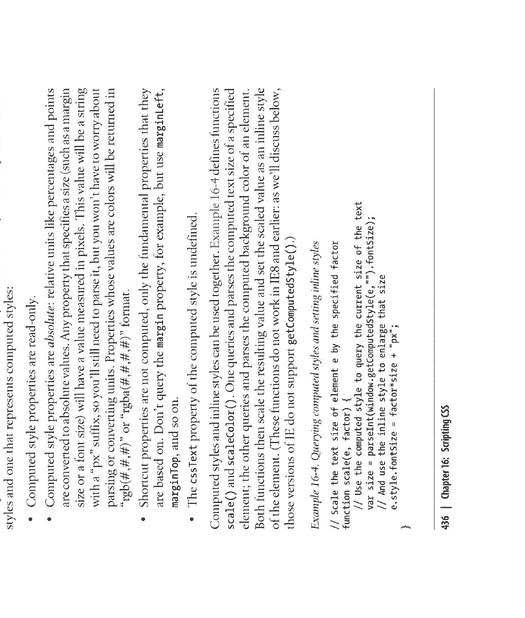 styles and one that represents computed styles:
• Computed style properties are read-only.
• Computed style properties are absolute: relative units like percentages and points
are converted to absolute values. Any property that specifies a size (such as a margin
size or a font size) will have a value measured in pixels. This value will be a string
with a “px” suffix, so you’ll still need to parse it, but you won’t have to worry about
parsing or converting units. Properties whose values are colors will be returned in
“rgb(#,#,#)” or “rgba(#,#,#,#)” format.
• Shortcut properties are not computed, only the fundamental properties that they
are based on. Don’t query the margin property, for example, but use marginLeft,
marginTop, and so on.
• The cssText property of the computed style is undefined.
Computed styles and inline styles can be used together. Example 16-4 defines functions
scale() and scaleColor(). One queries and parses the computed text size of a specified
element; the other queries and parses the computed background color of an element.
Both functions then scale the resulting value and set the scaled value as an inline style
of the element. (These functions do not work in IE8 and earlier: as we’ll discuss below,
those versions of IE do not support getComputedStyle().)
Example 16-4. Querying computed styles and setting inline styles
// Scale the text size of element e by the specified factor
function scale(e, factor) {
// Use the computed style to query the current size of the text
var size = parseInt(window.getComputedStyle(e,"").fontSize);
// And use the inline style to enlarge that size
e.style.fontSize = factor*size + "px";
}
436 | Chapter 16: Scripting CSS